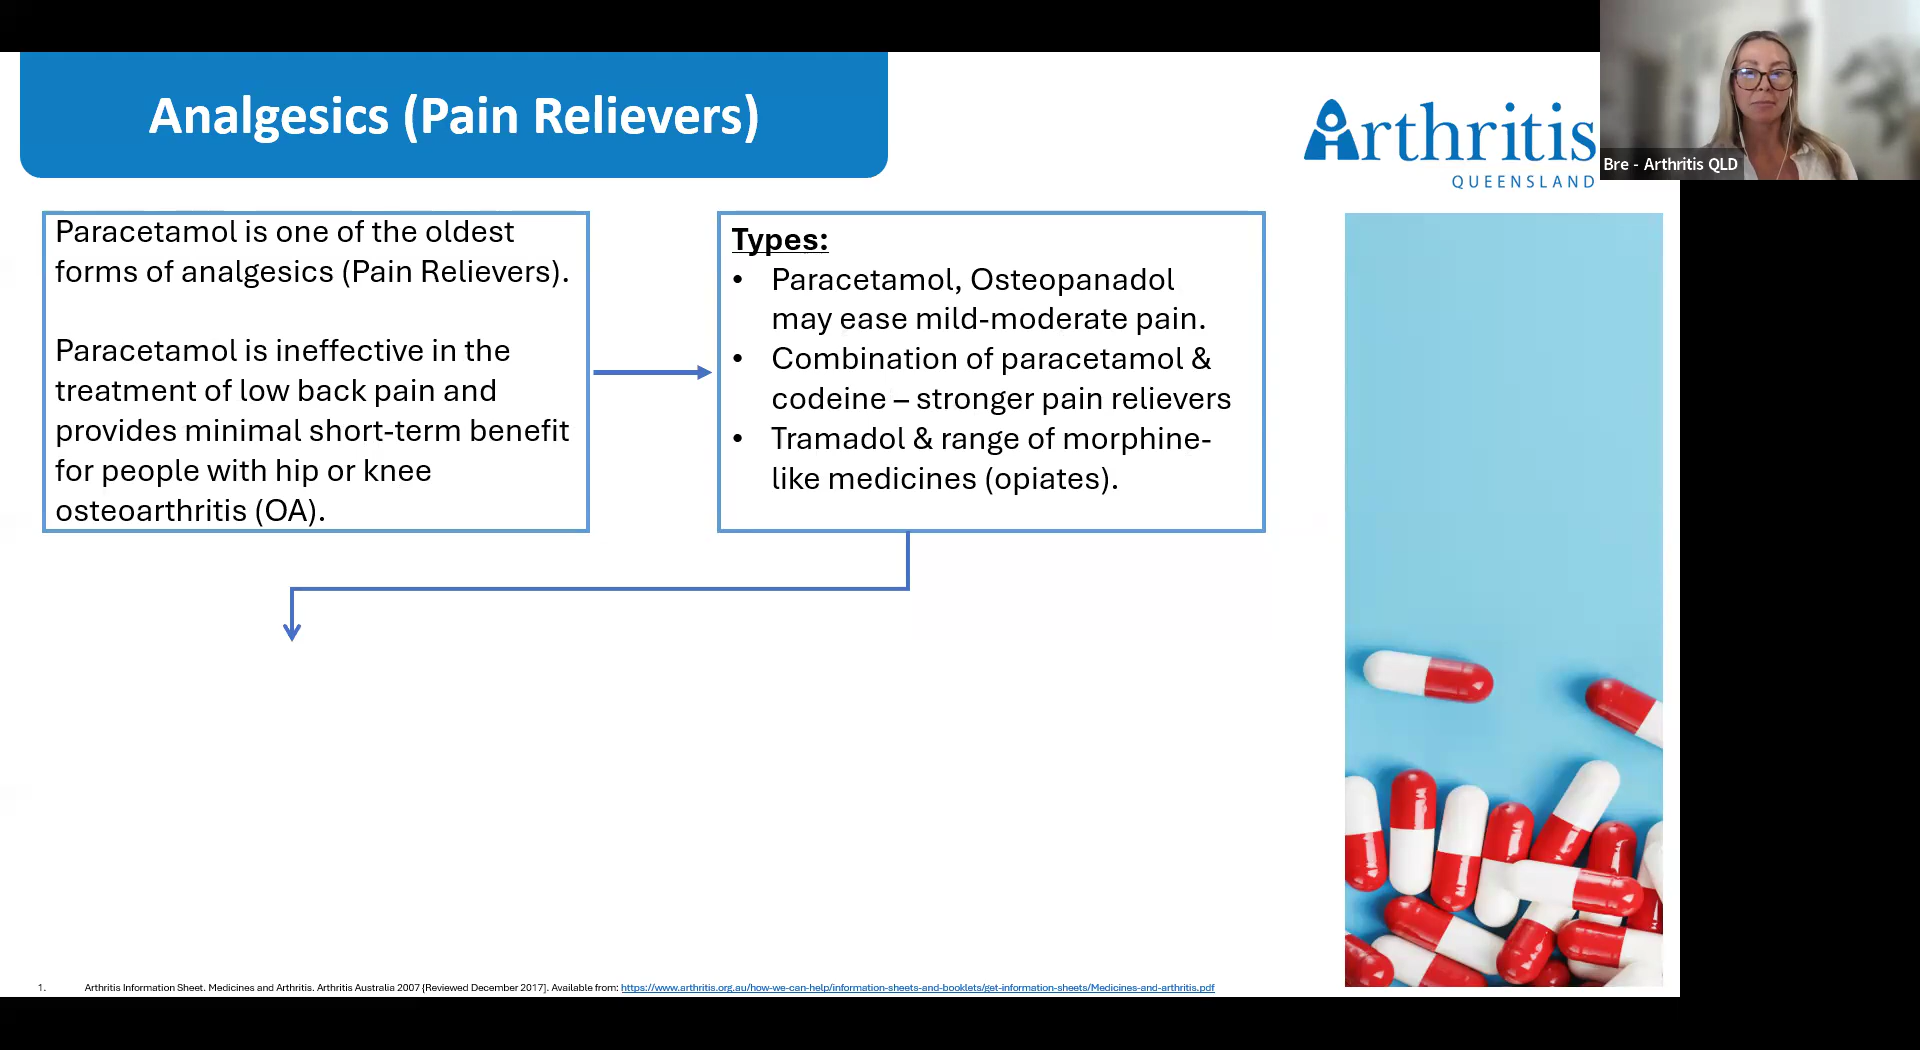 Analgesics (Pain Relievers)
Arthritis
QUEENSLAND
Bre - Arthritis QLD
Paracetamol is one of the oldest
forms of analgesics (Pain Relievers).
Paracetamol is ineffective in the
treatment of low back pain and
provides minimal short-term benefit
for people with hip or knee
osteoarthritis (OA).
Types:
• Paracetamol, Osteopanadol
may ease mild-moderate pain.
• Combination of paracetamol &
codeine – stronger pain relievers
• Tramadol & range of morphine-
like medicines (opiates).
1. Arthritis Information Sheet. Medicines and Arthritis. Arthritis Australia 2007 [Reviewed December 2017]. Available from: https://www.arthritis.org.au/how-we-can-help/information-sheets-and-booklets/get-information-sheets/Medicines-and-arthritis.pdf